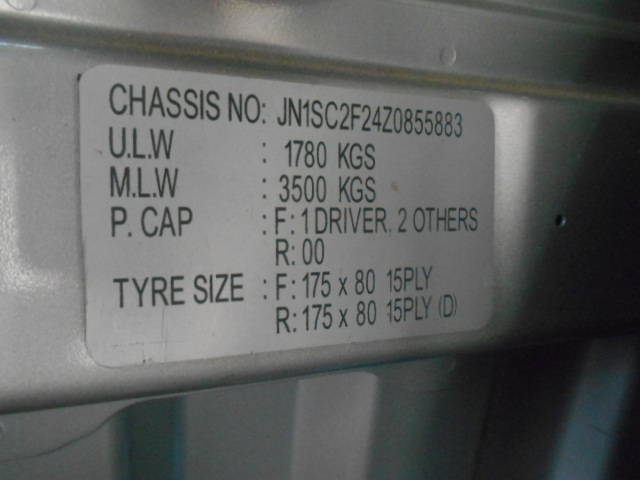 CHASSIS NO: JN1SC2F24Z0855883
U.L.W : 1780 KGS
M.L.W : 3500 KGS
P. CAP : F: 1 DRIVER, 2 OTHERS
R: 00
TYRE SIZE : F: 175 x 80 15PLY
R: 175 x 80 15PLY (D)